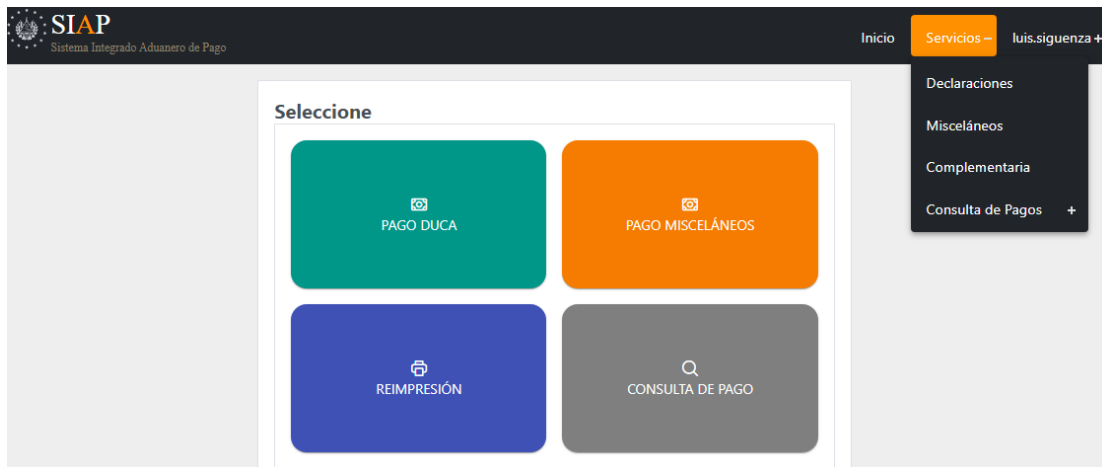 SIAP
Sistema Integrado Aduanero de Pago
Inicio
Servicios –
luis.siguenza +
Declaraciones
Misceláneos
Complementaria
Consulta de Pagos +
Seleccione
PAGO DUCA
PAGO MISCELÁNEOS
REIMPRESIÓN
CONSULTA DE PAGO